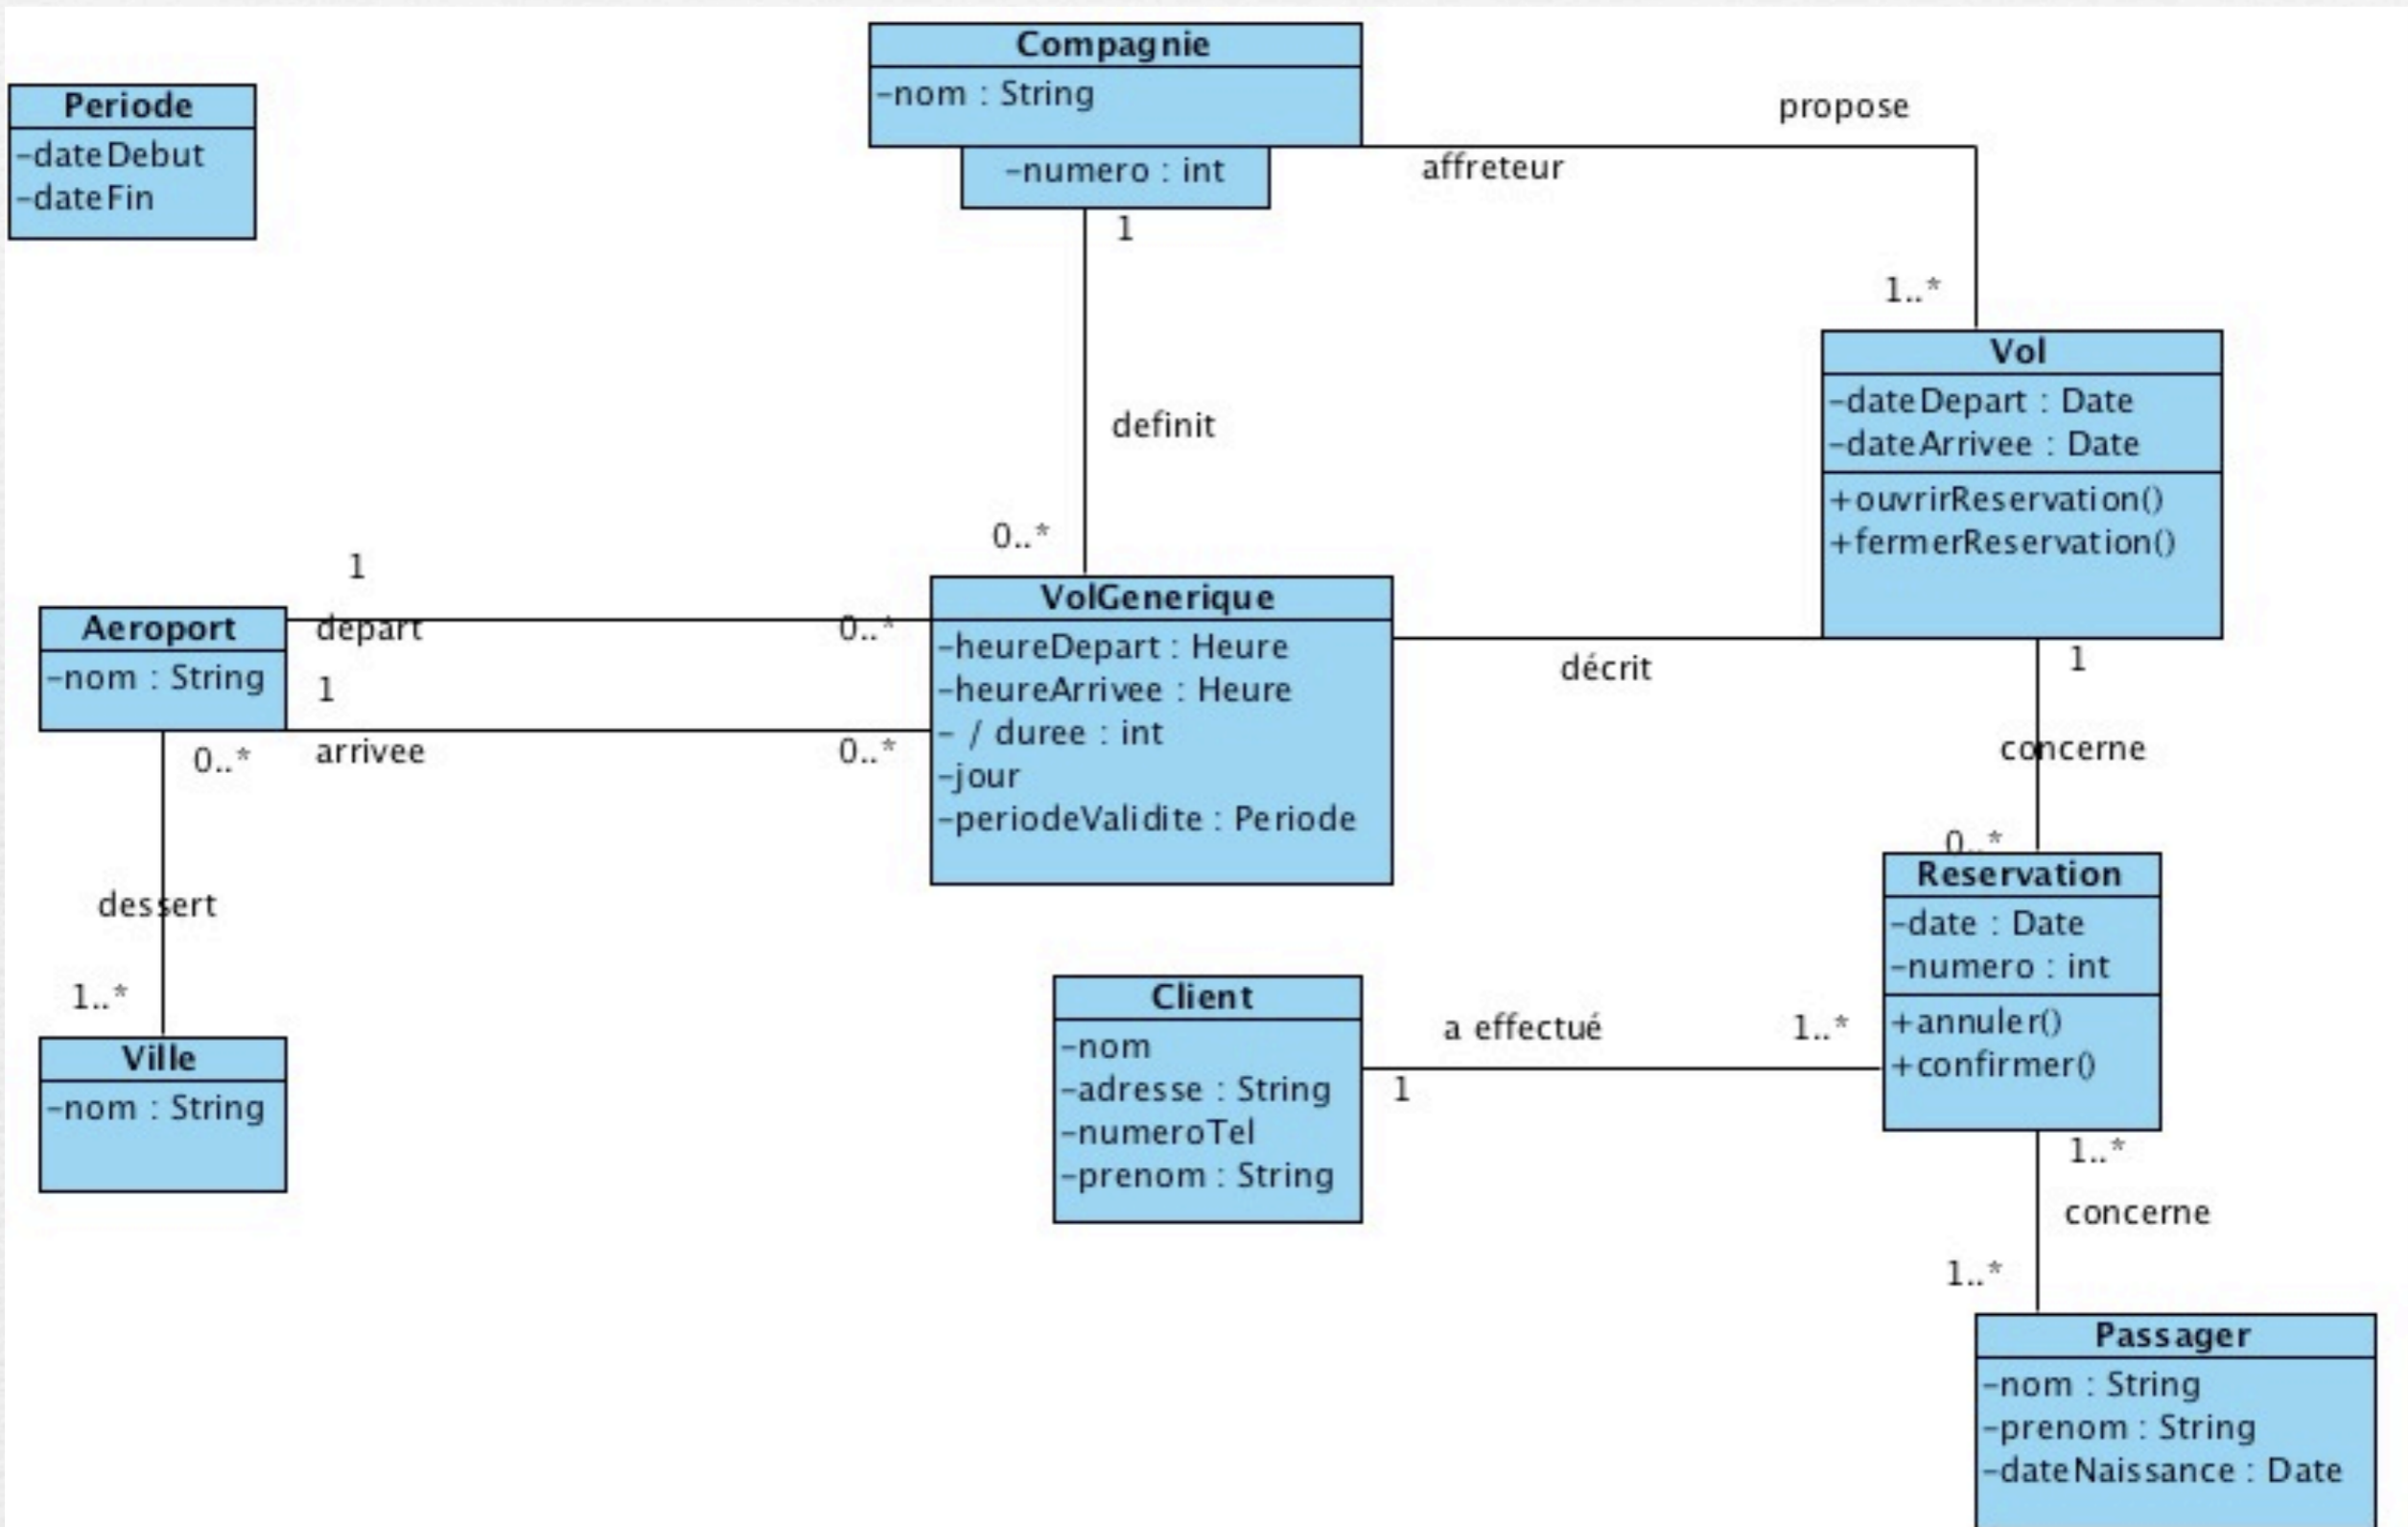 Compagnie
-nom : String
-numero : int
1
Periode
-dateDebut
-dateFin
propose
affreteur
1..*
Vol
-dateDepart : Date
-dateArrivee : Date
+ouvrirReservation()
+fermerReservation()
definit
0..*
1
depart
0..*
Aeroport
-nom : String
1
arrivee
0..*
VolGenerique
-heureDepart : Heure
-heureArrivee : Heure
- / duree : int
-jour
-periodeValidite : Periode
décrit
1
concerne
0..*
0..*
dessert
1..*
Ville
-nom : String
Reservation
-date : Date
-numero : int
+annuler()
+confirmer()
Client
-nom
-adresse : String
-numeroTel
-prenom : String
a effectué
1..*
1
1..*
concerne
1..*
Passager
-nom : String
-prenom : String
-dateNaissance : Date